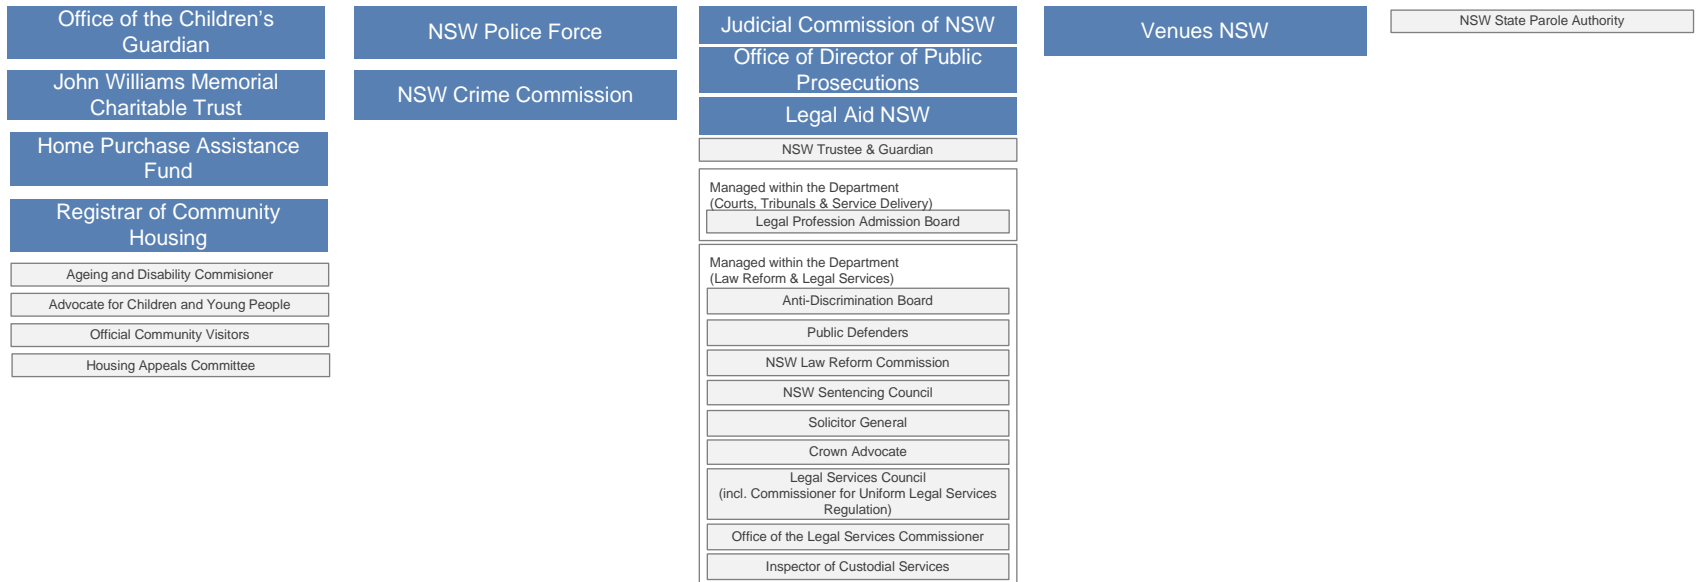 Office of the Children's
Guardian
John Williams Memorial
Charitable Trust
Home Purchase Assistance
Fund
Registrar of Community
Housing
Ageing and Disability Commisioner
Advocate for Children and Young People
Official Community Visitors
Housing Appeals Committee
NSW Police Force
NSW Crime Commission
Judicial Commission of NSW
Office of Director of Public
Prosecutions
Legal Aid NSW
NSW Trustee & Guardian
Managed within the Department
(Courts, Tribunals & Service Delivery)
Legal Profession Admission Board
Managed within the Department
(Law Reform & Legal Services)
Anti-Discrimination Board
Public Defenders
NSW Law Reform Commission
NSW Sentencing Council
Solicitor General
Crown Advocate
Legal Services Council
(incl. Commissioner for Uniform Legal Services
Regulation)
Office of the Legal Services Commissioner
Inspector of Custodial Services
Venues NSW
NSW State Parole Authority